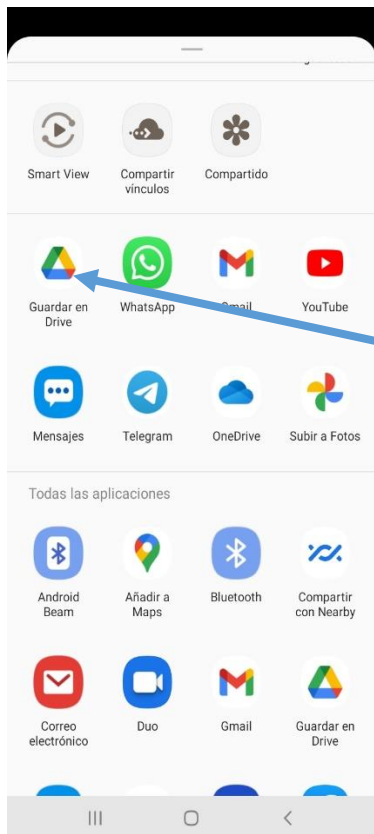 Smart View
Compartir
vínculos
Compartido
Guardar en
Drive
WhatsApp
Gmail
YouTube
Mensajes
Telegram
OneDrive
Subir a Fotos
Todas las aplicaciones
Android
Beam
Añadir a
Maps
Bluetooth
Compartir
con Nearby
Correo
electrónico
Duo
Gmail
Guardar en
Drive